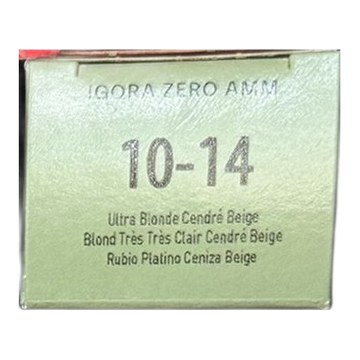 IGORA ZERO AMM
10-14
Ultra Blonde Cendré Beige
Blond Très Très Clair Cendré Beige
Rubio Platino Ceniza Beige